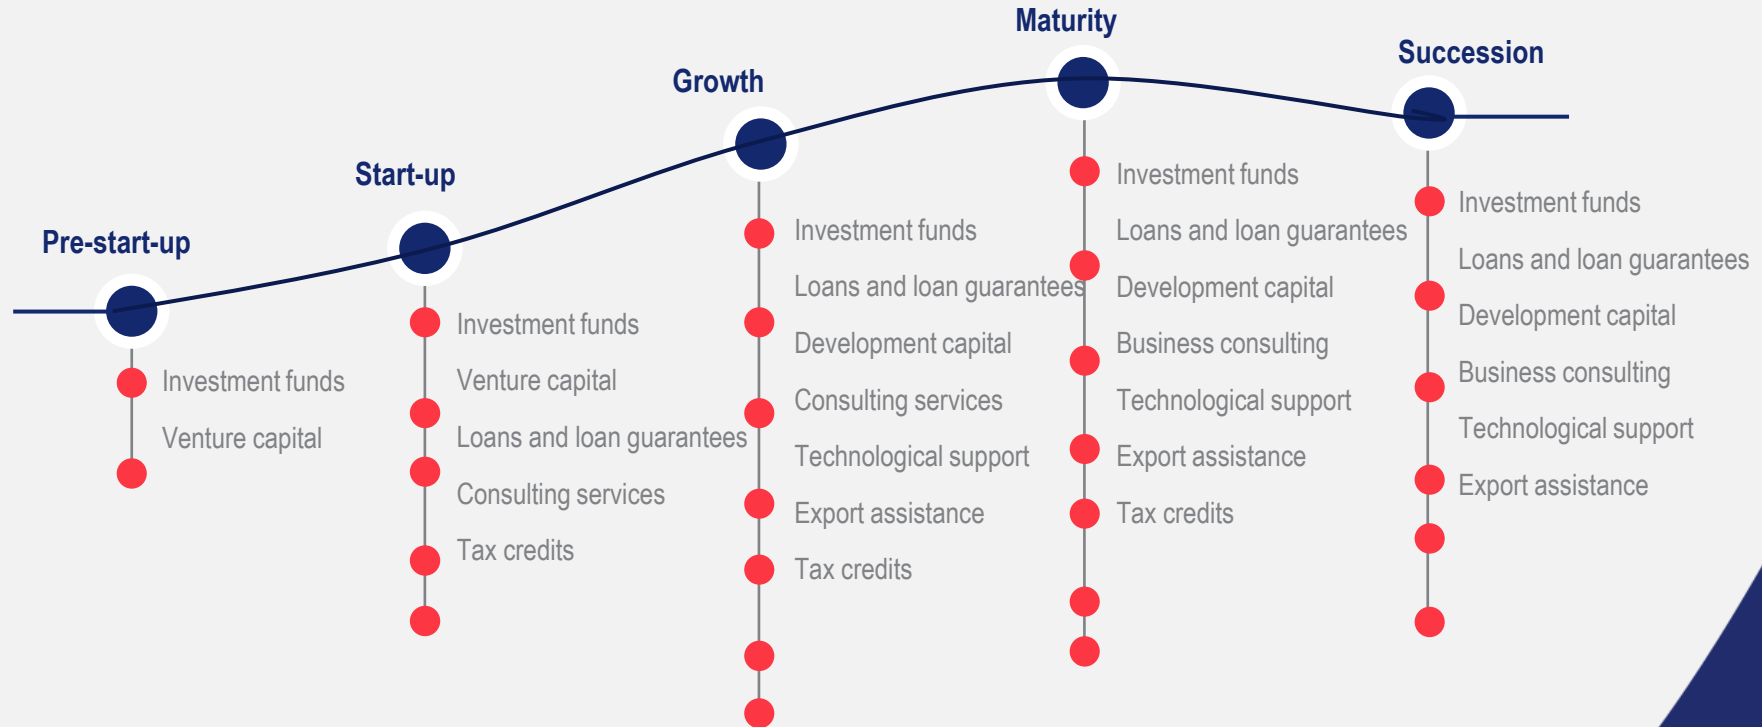 Pre-start-up
Investment funds
Venture capital
Start-up
Investment funds
Venture capital
Loans and loan guarantees
Consulting services
Tax credits
Growth
Investment funds
Loans and loan guarantees
Development capital
Consulting services
Technological support
Export assistance
Tax credits
Maturity
Investment funds
Loans and loan guarantees
Development capital
Business consulting
Technological support
Export assistance
Tax credits
Succession
Investment funds
Loans and loan guarantees
Development capital
Business consulting
Technological support
Export assistance